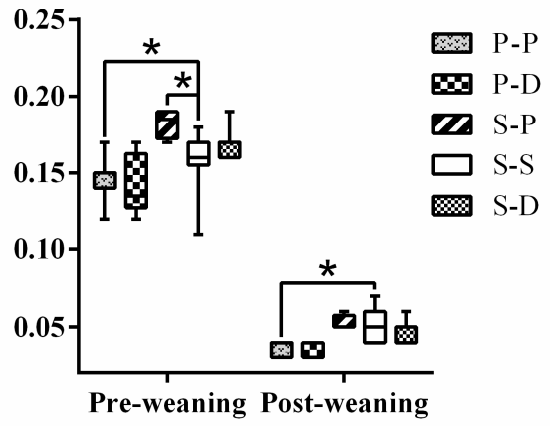 0.25
0.20
0.15
0.10
0.05
*
*
*
Pre-weaning Post-weaning
P-P
P-D
S-P
S-S
S-D